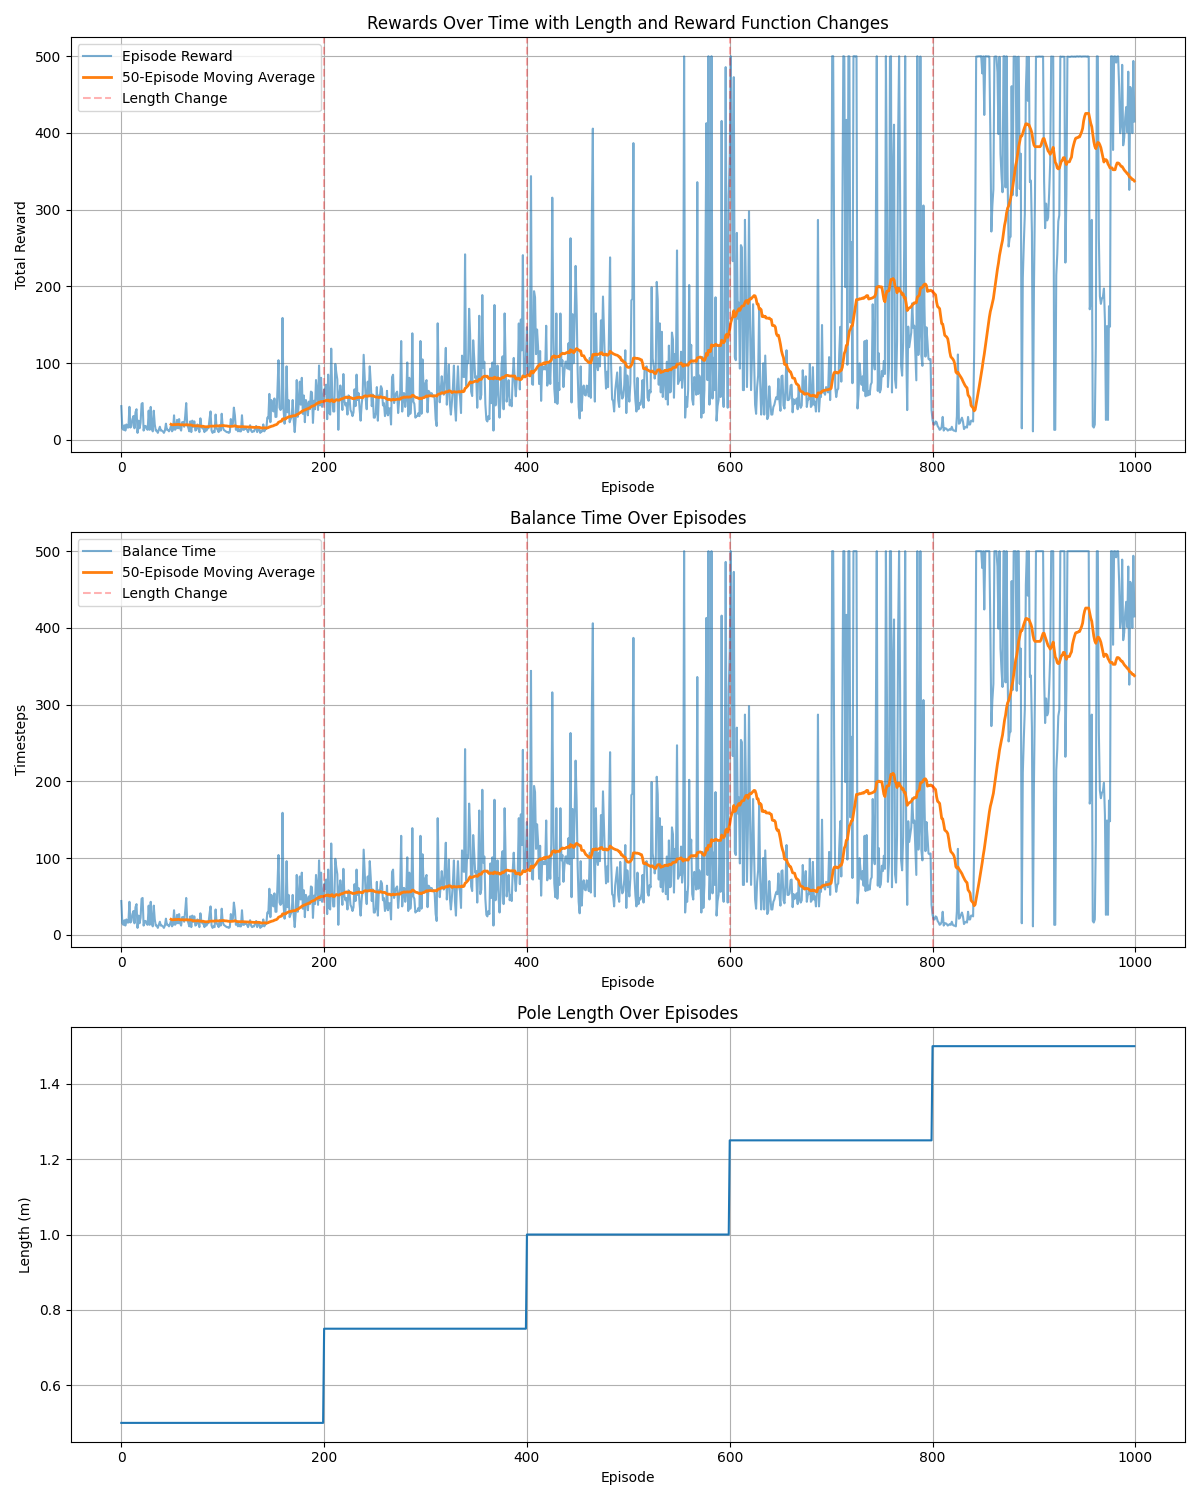 Rewards Over Time with Length and Reward Function Changes
Episode Reward
50-Episode Moving Average
Length Change
500
400
300
200
100
0
Total Reward
0 200 400 600 800 1000
Episode
Balance Time Over Episodes
Balance Time
50-Episode Moving Average
Length Change
500
400
300
200
100
0
Timesteps
0 200 400 600 800 1000
Episode
Pole Length Over Episodes
1.4
1.2
1.0
0.8
0.6
Length (m)
0 200 400 600 800 1000
Episode